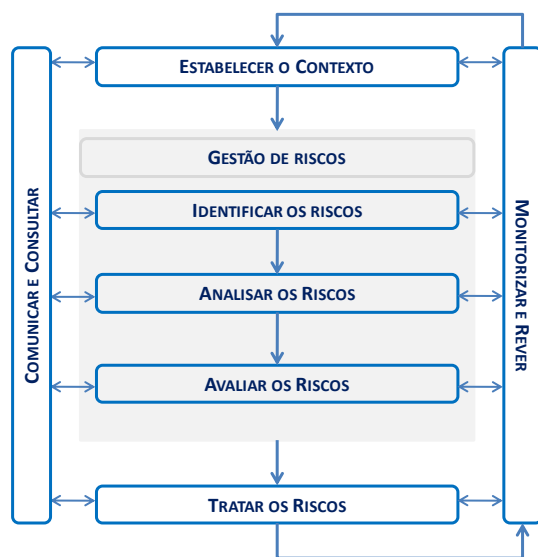 Estabelecer o Contexto
Gestão de riscos
Identificar os riscos
Analisar os Riscos
Avaliar os Riscos
Tratar os Riscos
Comunicar e Consultar
Monitorizar e Rever